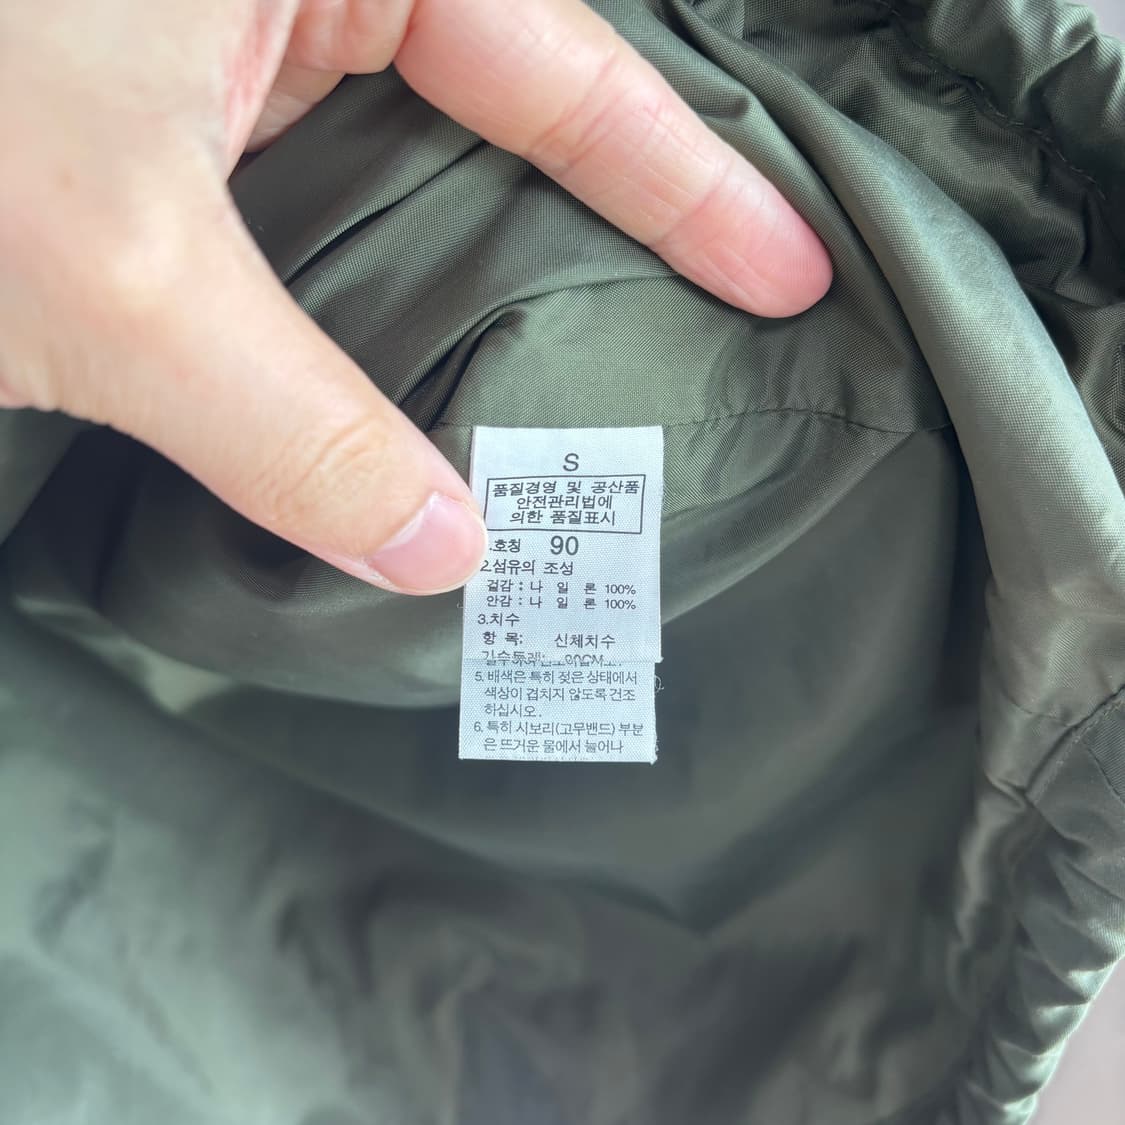 S
품질경영 및 공산품
안전관리법에
의한 품질표시
.호칭 90
2.섬유의 조성
겉감 : 나 일 론 100%
안감 : 나 일 론 100%
3.치수
항 목: 신체치수
5. 배색은 특히 젖은 상태에서
색상이 겹치지 않도록 건조
하십시오.
6. 특히 시보리(고무밴드) 부분
은 뜨거운 물에서 늘어나